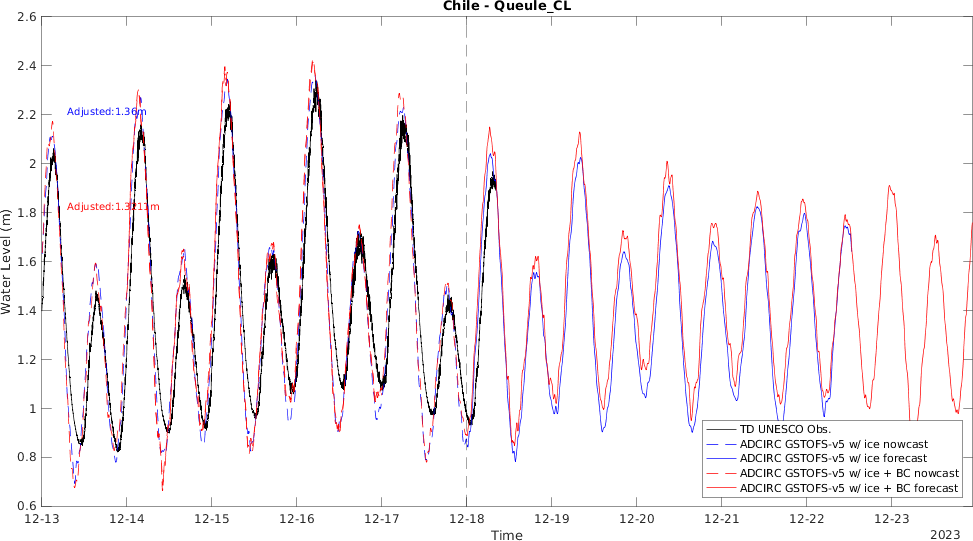 Chile - Queule_CL
2.6
2.4
2.2
2
1.8
1.6
1.4
1.2
1
0.8
0.6
Water Level (m)
Adjusted:1.36m
12-13
12-14
12-15
12-16
12-17
12-18
12-19
12-20
12-21
12-22
12-23
Time
2023
TD UNESCO Obs.
ADCIRC GSTOFS-v5 w/ ice nowcast
ADCIRC GSTOFS-v5 w/ ice forecast
ADCIRC GSTOFS-v5 w/ ice + BC nowcast
ADCIRC GSTOFS-v5 w/ ice + BC forecast